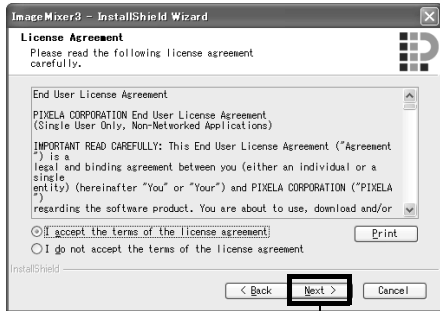 ImageMixer3 - InstallShield Wizard
License Agreement
Please read the following license agreement
carefully.
End User License Agreement
PIXELA CORPORATION End User License Agreement
(Single User Only, Non-Networked Applications)
IMPORTANT READ CAREFULLY: This End User License Agreement ("Agreement
") is a
legal and binding agreement between you (either an individual or a
single
entity) (hereinafter "You" or "Your") and PIXELA CORPORATION ("PIXELA
")
regarding the software product. You are about to use, download and/or
I accept the terms of the license agreement
Print
I do not accept the terms of the license agreement
InstallShield
< Back
Next >
Cancel